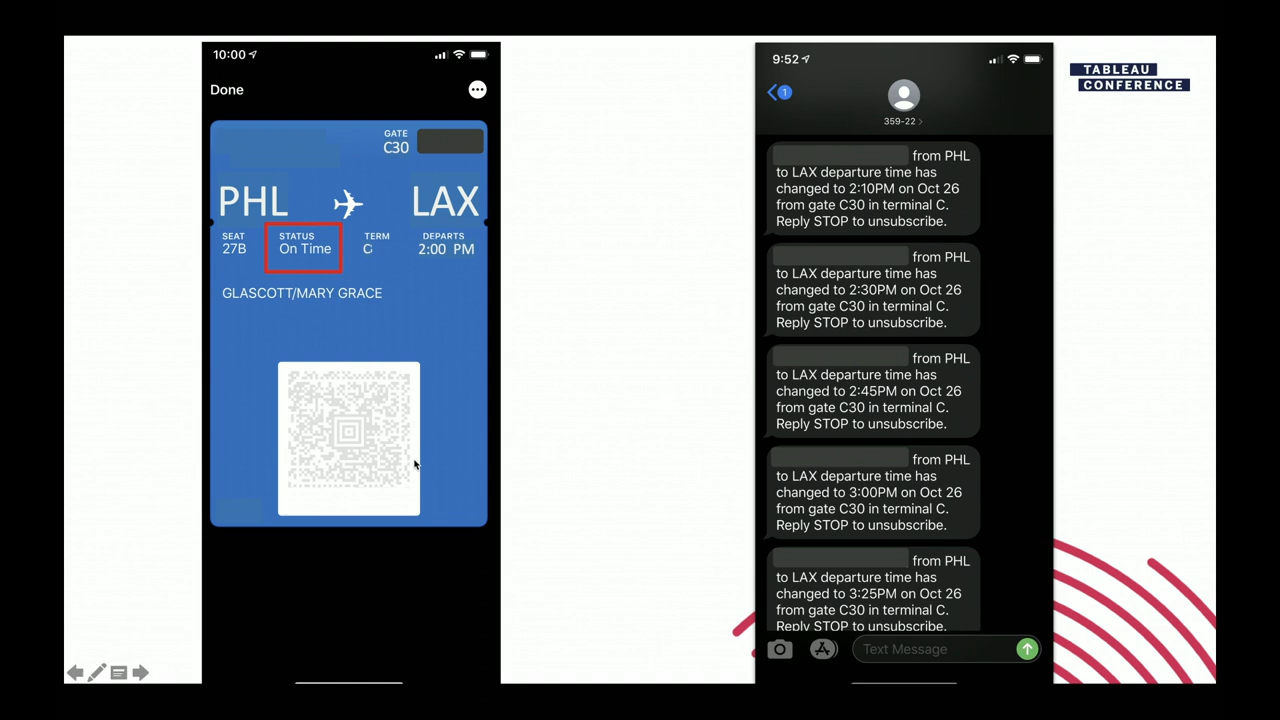 10:00
Done
GATE
C30
PHL
LAX
SEAT
27B
STATUS
On Time
TERM
C
DEPARTS
2:00 PM
GLASCOTT/MARY GRACE
9:52
1
359-22
from PHL
to LAX departure time has
changed to 2:10PM on Oct 26
from gate C30 in terminal C.
Reply STOP to unsubscribe.
from PHL
to LAX departure time has
changed to 2:30PM on Oct 26
from gate C30 in terminal C.
Reply STOP to unsubscribe.
from PHL
to LAX departure time has
changed to 2:45PM on Oct 26
from gate C30 in terminal C.
Reply STOP to unsubscribe.
from PHL
to LAX departure time has
changed to 3:00PM on Oct 26
from gate C30 in terminal C.
Reply STOP to unsubscribe.
from PHL
to LAX departure time has
changed to 3:25PM on Oct 26
from gate C30 in terminal C.
Reply STOP to unsubscribe.
Text Message
TABLEAU
CONFERENCE